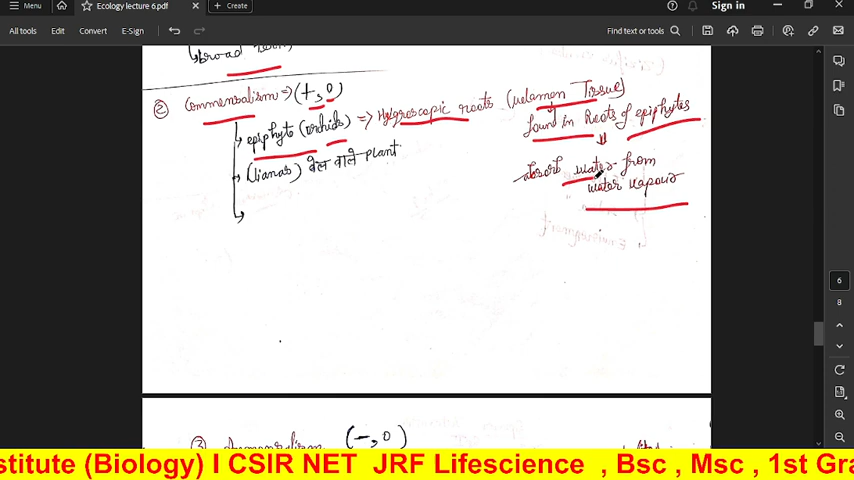 Menu
Ecology lecture 6.pdf
Create
Sign in
All tools Edit Convert E-Sign
Find text or tools
broad term)
② Commensalism => (+, 0)
epiphyte (orchids) => Hygroscopic roots (velamen Tissue)
found in Roots of epiphytes
(lianas) बेल वाले plant
absorb water from
water vapour
6
8
③ (-, 0)
stitute (Biology) I CSIR NET JRF Lifescience , Bsc , Msc , 1st Gra